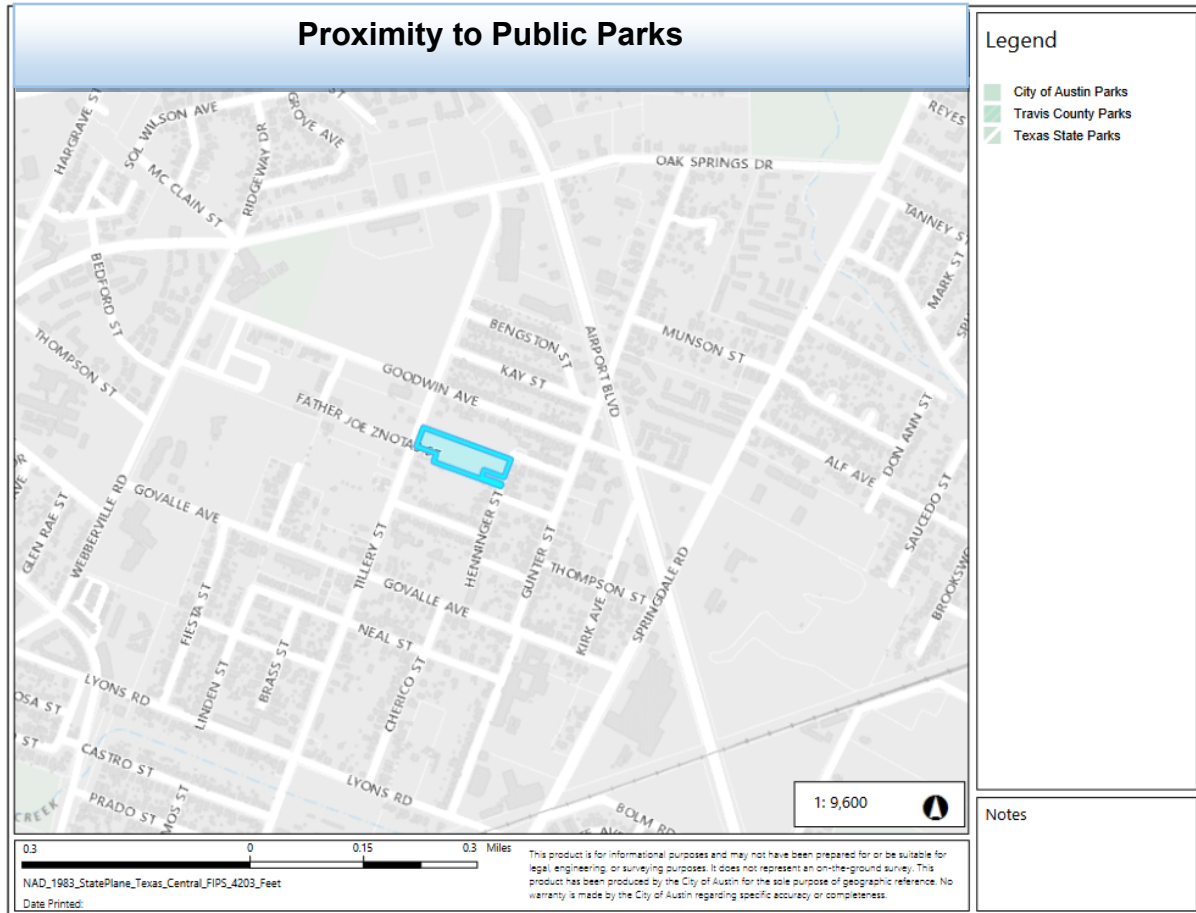 Proximity to Public Parks
Legend
City of Austin Parks
Travis County Parks
Texas State Parks
HARGRAVE ST
SOL WILSON AVE
GROVE AVE
ST
REYES
MC CLAIN ST
RIDGEWAY DR
OAK SPRINGS DR
TANNEY ST
MARK ST
BEDFORD ST
THOMPSON ST
BENGSTON ST
AIRPORT BLVD
MUNSON ST
KAY ST
GOODWIN AVE
FATHER JOE ZNOTAS ST
DON ANN ST
ALF AVE
SAUCEDO ST
GOVALLE AVE
GLEN RAE ST
WEBBERVILLE RD
TILLERY ST
HENNINGER ST
GUNTER ST
THOMPSON ST
KIRK AVE
SPRINGDALE RD
BROOKSWO
FIESTA ST
GOVALLE AVE
NEAL ST
LINDEN ST
BRASS ST
CHERICO ST
LYONS RD
OSA ST
ST
CASTRO ST
LYONS RD
PRADO ST
MOS ST
CREEK
BOLM RD
1: 9,600
Notes
0.3
0
0.15
0.3
Miles
NAD_1983_StatePlane_Texas_Central_FIPS_4203_Feet
Date Printed:
This product is for informational purposes and may not have been prepared for or be suitable for
legal, engineering, or surveying purposes. It does not represent an on-the-ground survey. This
product has been produced by the City of Austin for the sole purpose of geographic reference. No
warranty is made by the City of Austin regarding specific accuracy or completeness.